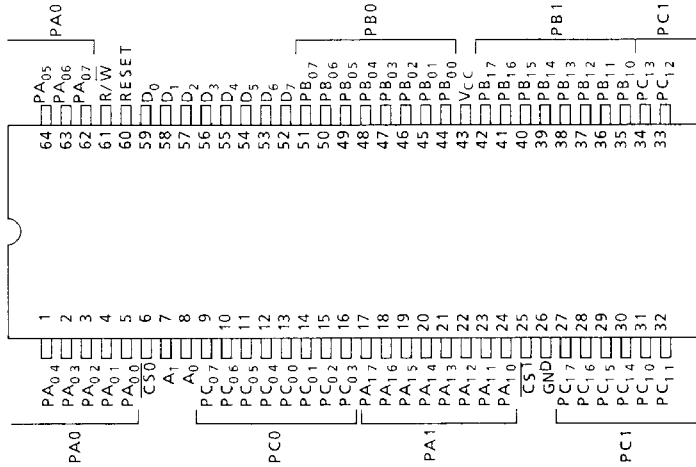 PA0
PB0
PB1
PC1
PA05 64
PA06 63
PA07 62
R/W̅ 61
RESET 60
D0 59
D1 58
D2 57
D3 56
D4 55
D5 54
D6 53
D7 52
PB07 51
PB06 50
PB05 49
PB04 48
PB03 47
PB02 46
PB01 45
PB00 44
VCC 43
PB17 42
PB16 41
PB15 40
PB14 39
PB13 38
PB12 37
PB11 36
PB10 35
PC13 34
PC12 33
1 PA04
2 PA03
3 PA02
4 PA01
5 PA00
6 C̅S̅0̅
7 A1
8 A0
9 PC07
10 PC06
11 PC05
12 PC04
13 PC00
14 PC01
15 PC02
16 PC03
17 PA17
18 PA16
19 PA15
20 PA14
21 PA13
22 PA12
23 PA11
24 PA10
25 C̅S̅1̅
26 GND
27 PC17
28 PC16
29 PC15
30 PC14
31 PC10
32 PC11
PA0
PC0
PA1
PC1